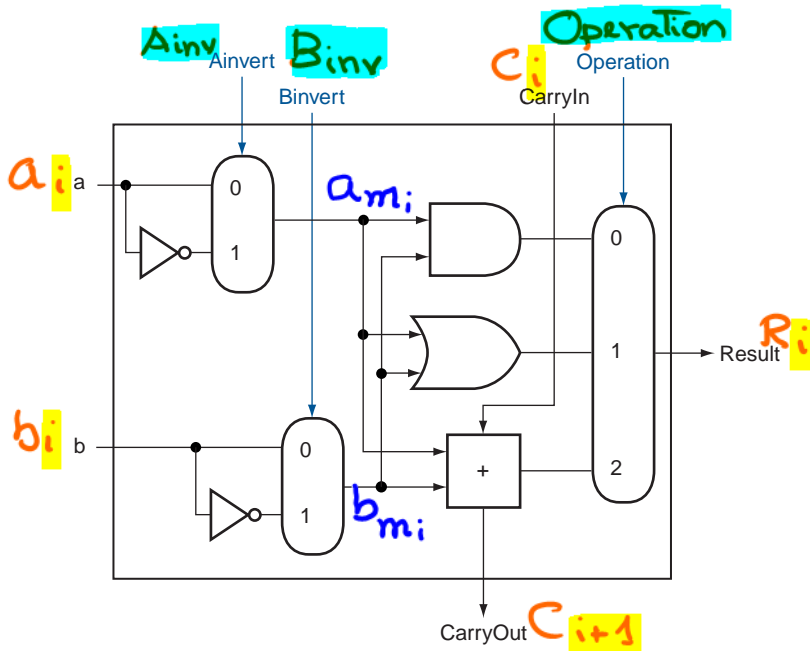 Ainv Binv Operation
Ainvert Ci Operation
Binvert CarryIn
ai a 0 ami 0
1
1 Result Ri
bi b 0
+ 2
1 bmi
CarryOut Ci+1